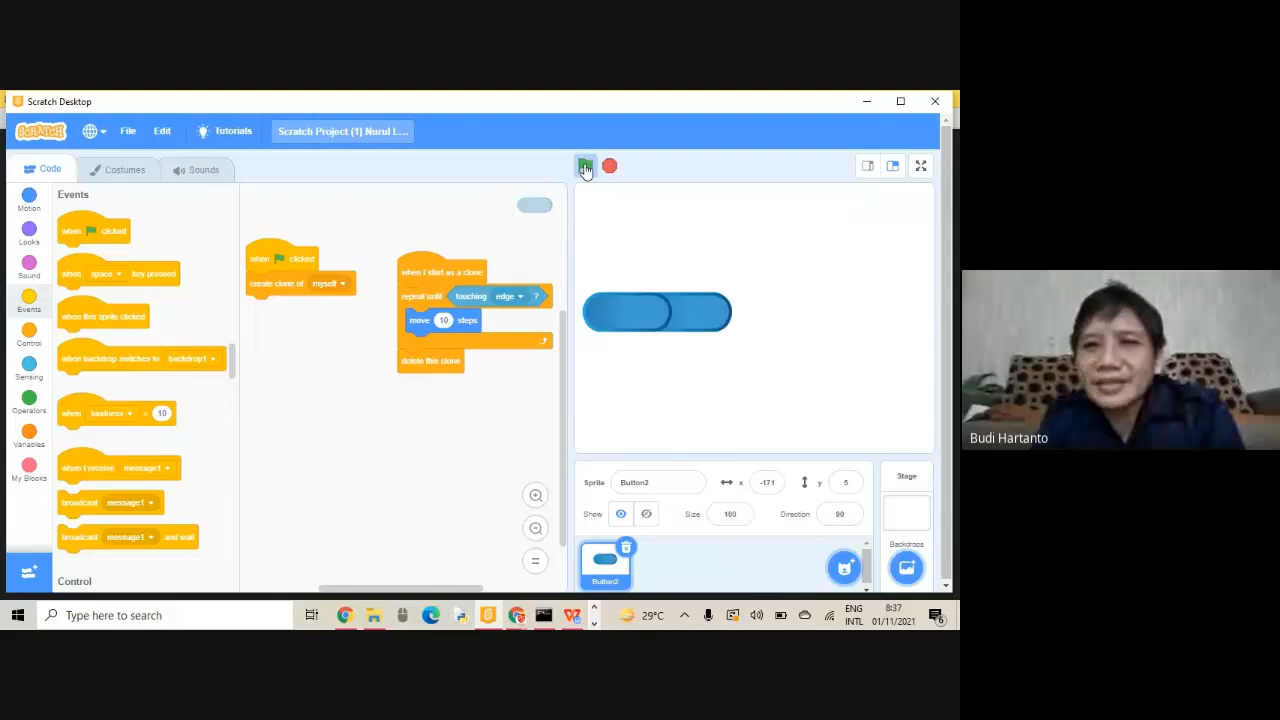 Scratch Desktop
SCRATCH File Edit Tutorials Scratch Project (1) Nurul L...
Code Costumes Sounds
Motion
Looks
Sound
Events
Control
Sensing
Operators
Variables
My Blocks
Events
when clicked
when space key pressed
when this sprite clicked
when backdrop switches to backdrop1
when loudness > 10
when I receive message1
broadcast message1
broadcast message1 and wait
Control
when clicked
create clone of myself
when I start as a clone
repeat until touching edge ?
move 10 steps
delete this clone
Sprite Button2 x -171 y 5
Show Size 100 Direction 90
Button2
Stage
Backdrops
Type here to search
29°C
ENG
INTL
8:37
01/11/2021
6
Budi Hartanto